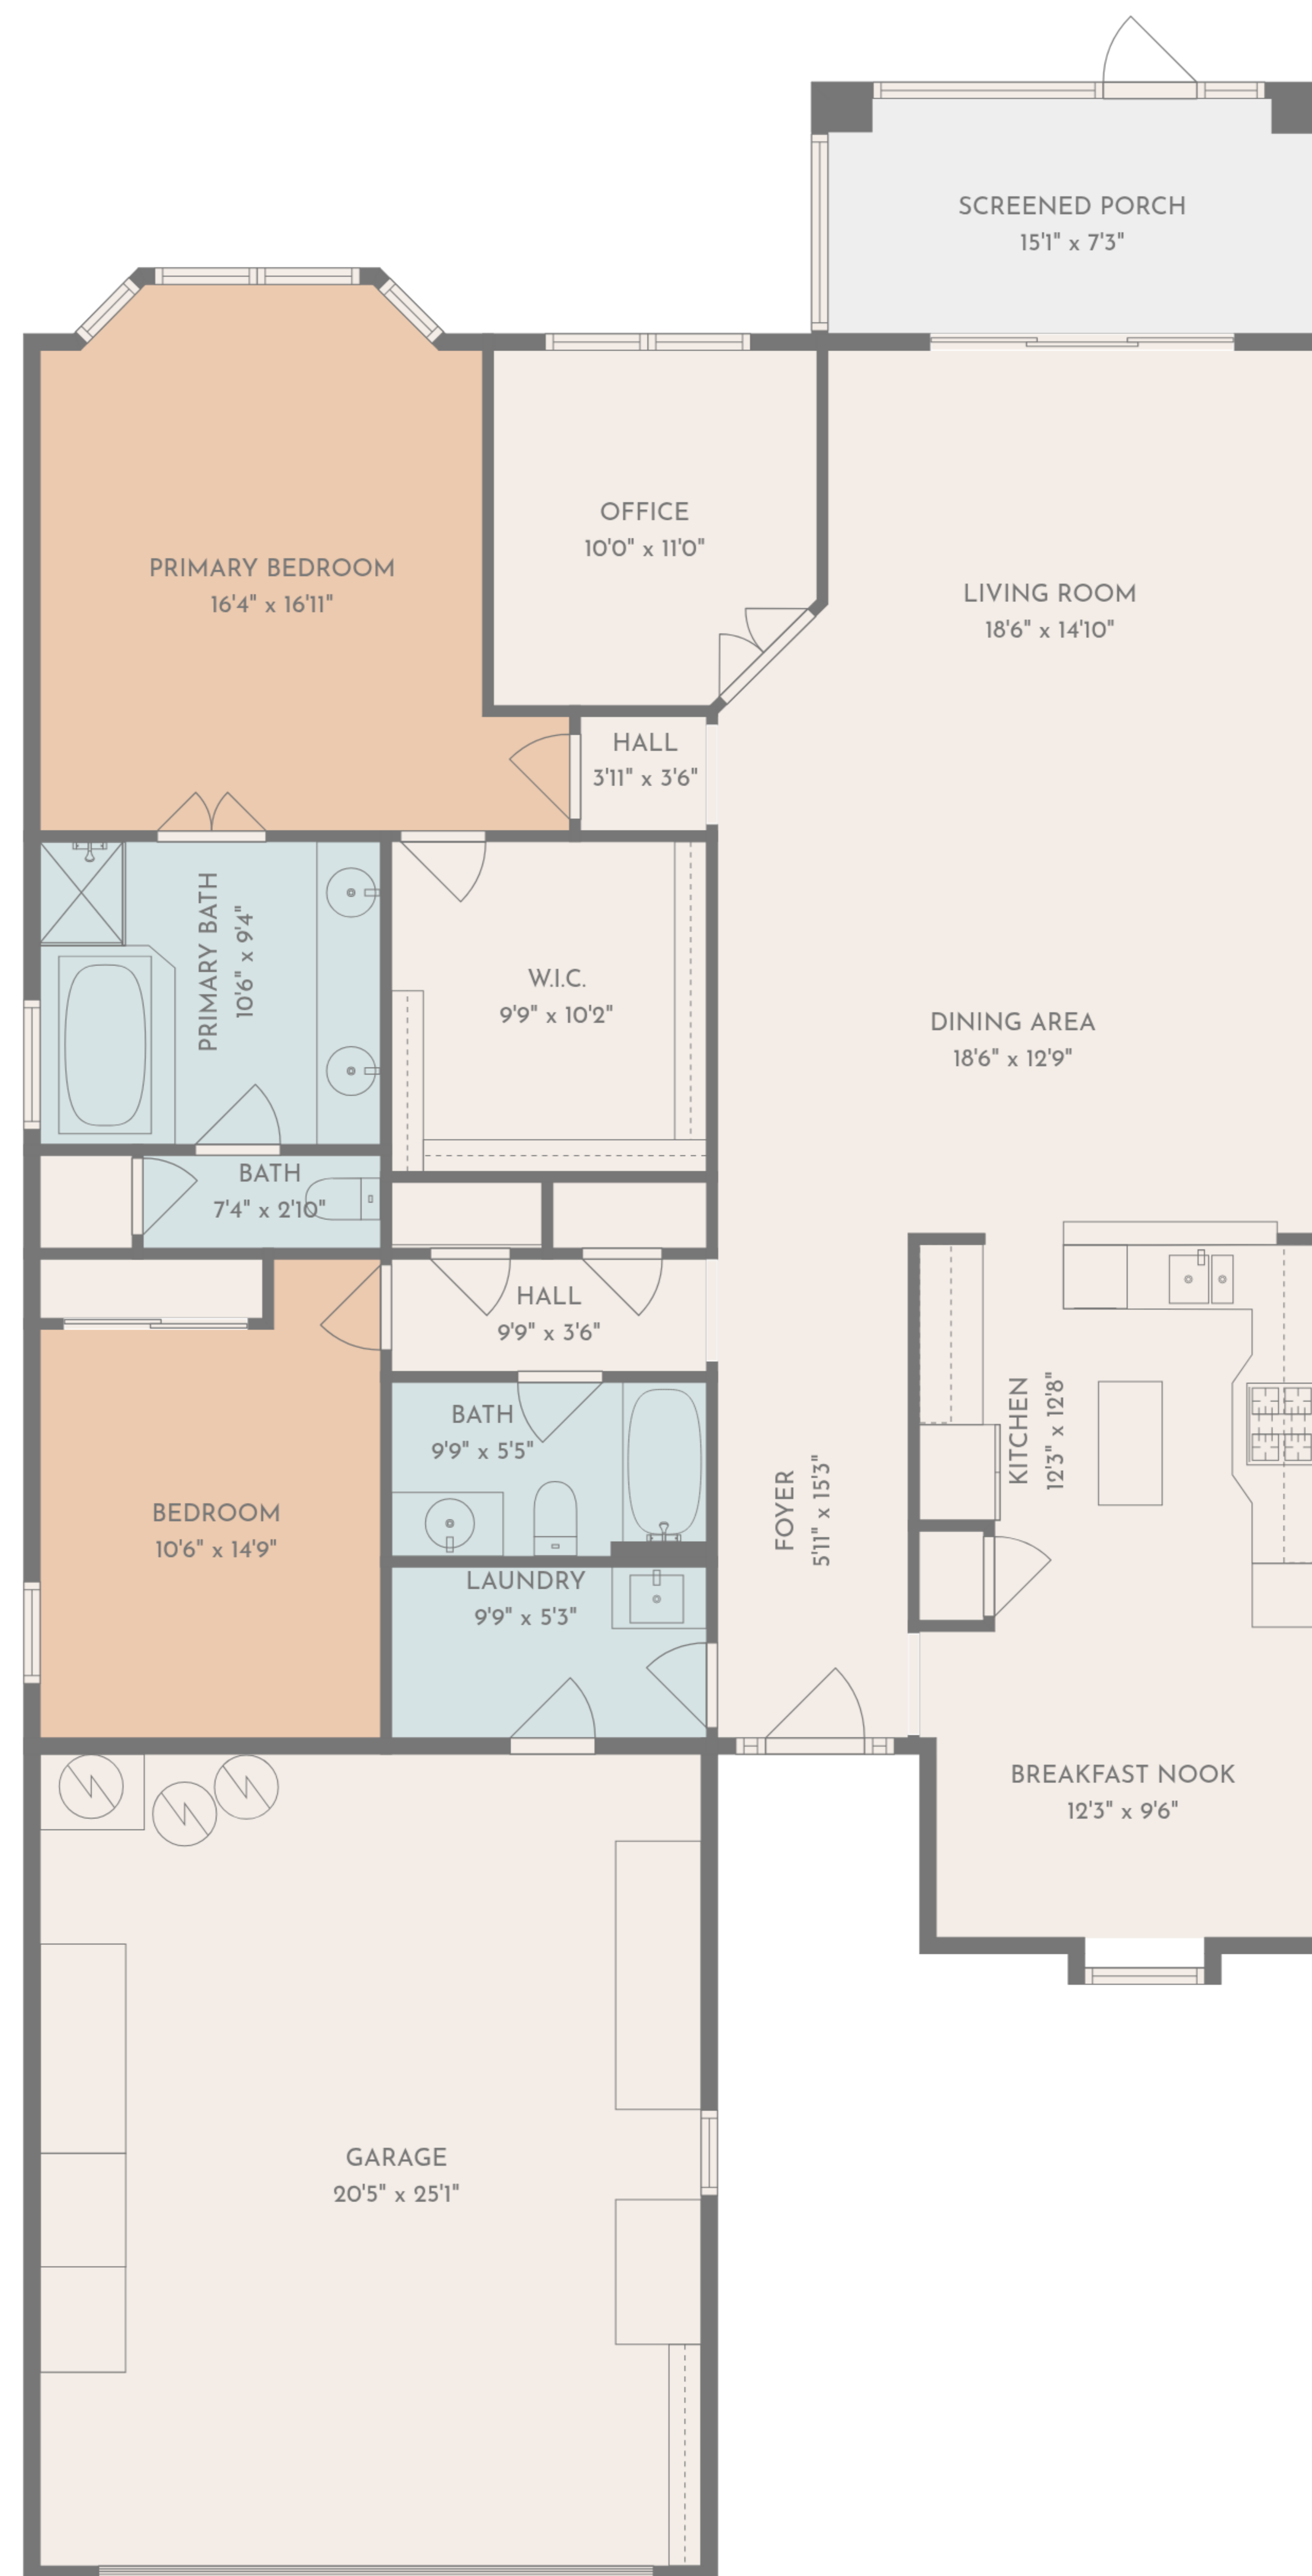 SCREENED PORCH
15'1" x 7'3"
OFFICE
10'0" x 11'0"
PRIMARY BEDROOM
16'4" x 16'11"
LIVING ROOM
18'6" x 14'10"
HALL
3'11" x 3'6"
PRIMARY BATH
10'6" x 9'4"
W.I.C.
9'9" x 10'2"
DINING AREA
18'6" x 12'9"
BATH
7'4" x 2'10"
HALL
9'9" x 3'6"
BATH
9'9" x 5'5"
KITCHEN
12'3" x 12'8"
FOYER
5'11" x 15'3"
BEDROOM
10'6" x 14'9"
LAUNDRY
9'9" x 5'3"
BREAKFAST NOOK
12'3" x 9'6"
GARAGE
20'5" x 25'1"